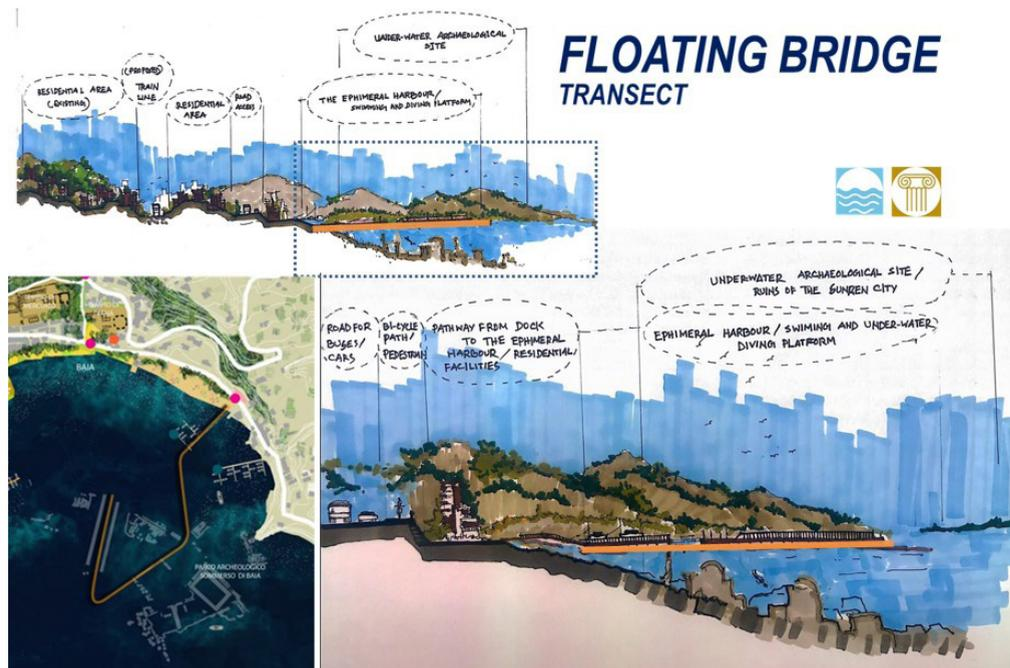 FLOATING BRIDGE
TRANSECT
UNDER-WATER ARCHAEOLOGICAL
SITE
(PROPOSED)
TRAIN
LINE
RESIDENTIAL AREA
(EXISTING)
RESIDENTIAL
AREA
ROAD
ACCESS
THE EPHEMERAL HARBOUR/
SWIMMING AND DIVING PLATFORM
UNDERWATER ARCHAEOLOGICAL SITE /
RUINS OF THE SUNKEN CITY
ROAD FOR
BUSES/
CARS
BI-CYCLE
PATH/
PEDESTRIAN
PATHWAY FROM DOCK
TO THE EPHEMERAL
HARBOUR/RESIDENTIAL/
FACILITIES
EPHEMERAL HARBOUR / SWIMING AND UNDER-WATER
DIVING PLATFORM
BAIA
PARCO ARCHEOLOGICO
SOMMERSO DI BAIA